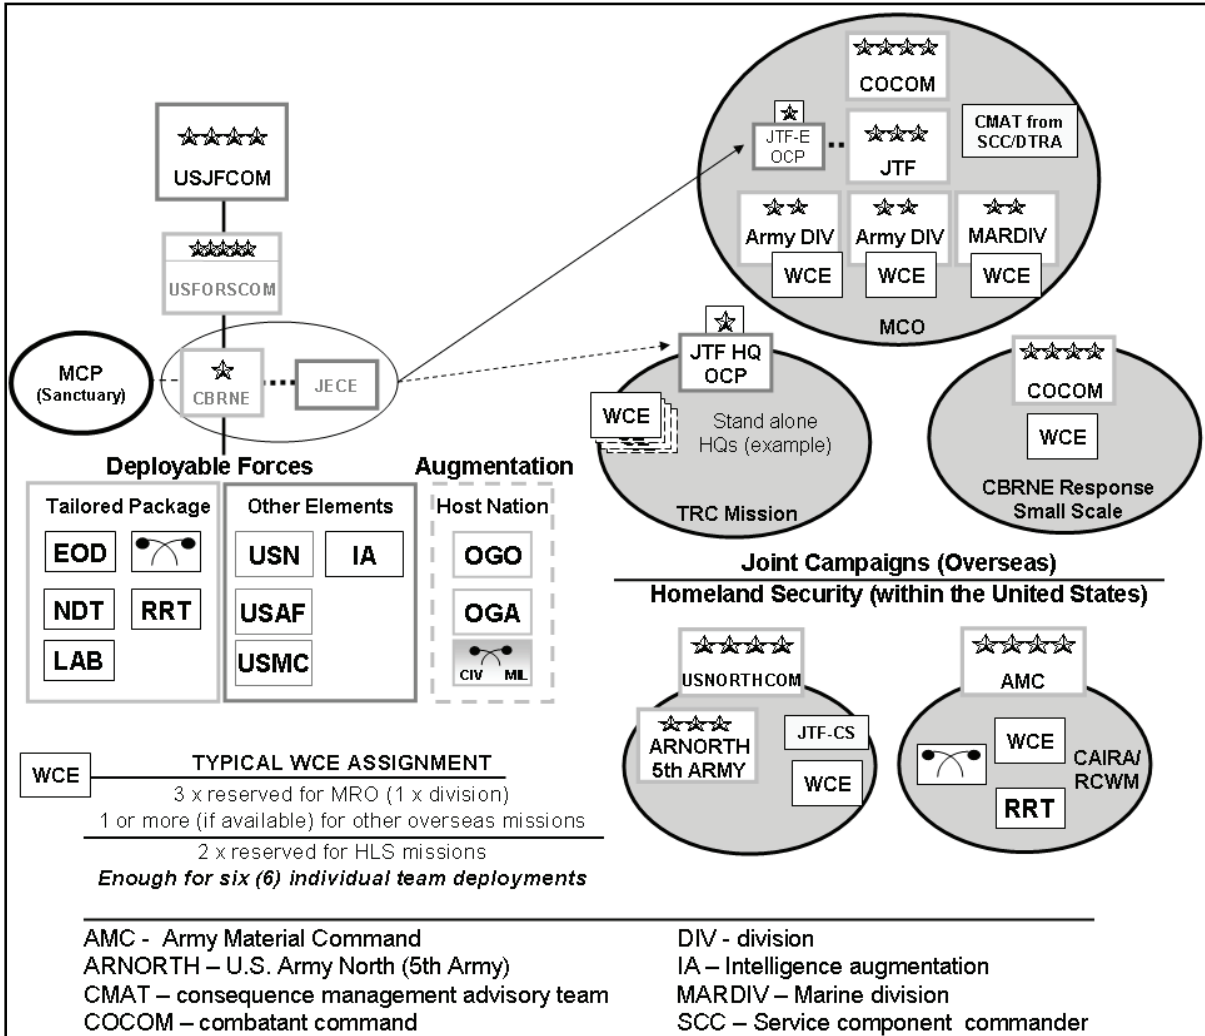 USJFCOM
USFORSCOM
MCP
(Sanctuary)
CBRNE
JECE
COCOM
JTF-E
OCP
JTF
CMAT from
SCC/DTRA
Army DIV
Army DIV
MARDIV
WCE
WCE
WCE
MCO
JTF HQ
OCP
WCE
Stand alone
HQs (example)
TRC Mission
COCOM
WCE
CBRNE Response
Small Scale
Deployable Forces
Augmentation
Tailored Package
EOD
NDT
RRT
LAB
Other Elements
USN
IA
USAF
USMC
Host Nation
OGO
OGA
CIV MIL
Joint Campaigns (Overseas)
Homeland Security (within the United States)
USNORTHCOM
ARNORTH
5th ARMY
JTF-CS
WCE
AMC
WCE
RRT
CAIRA/
RCWM
WCE
TYPICAL WCE ASSIGNMENT
3 x reserved for MRO (1 x division)
1 or more (if available) for other overseas missions
2 x reserved for HLS missions
Enough for six (6) individual team deployments
AMC - Army Material Command
ARNORTH – U.S. Army North (5th Army)
CMAT – consequence management advisory team
COCOM – combatant command
DIV - division
IA – Intelligence augmentation
MARDIV – Marine division
SCC – Service component commander